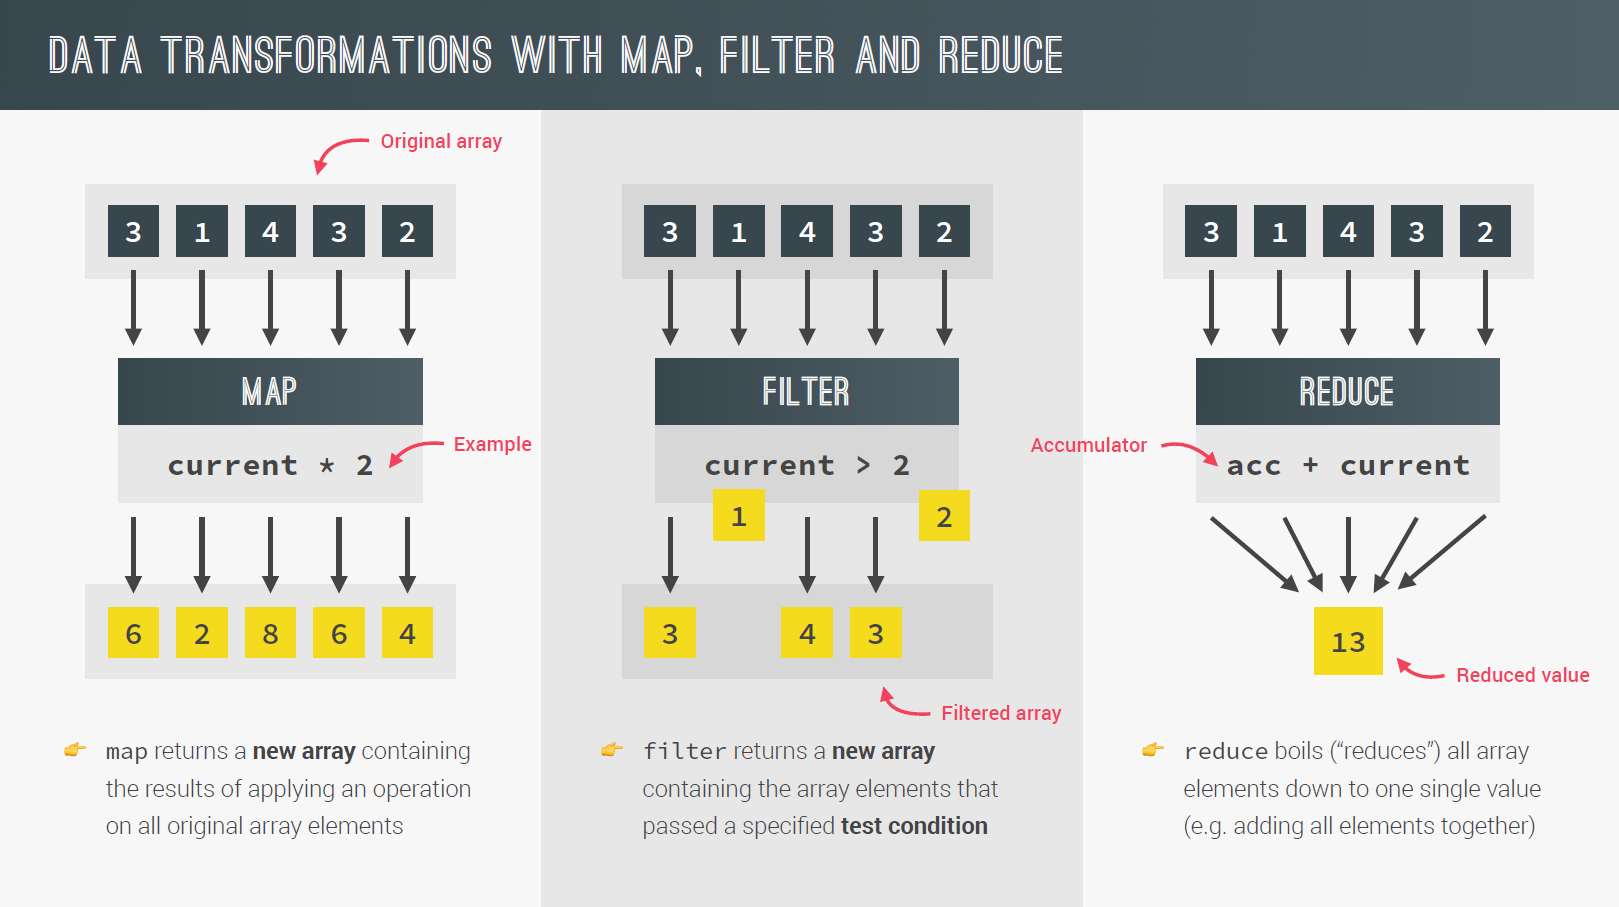 DATA TRANSFORMATIONS WITH MAP, FILTER AND REDUCE
Original array
3 1 4 3 2
MAP
current * 2
Example
6 2 8 6 4
map returns a new array containing
the results of applying an operation
on all original array elements
3 1 4 3 2
FILTER
current > 2
1 2
3 4 3
Filtered array
filter returns a new array
containing the array elements that
passed a specified test condition
3 1 4 3 2
REDUCE
Accumulator
acc + current
13
Reduced value
reduce boils (“reduces”) all array
elements down to one single value
(e.g. adding all elements together)